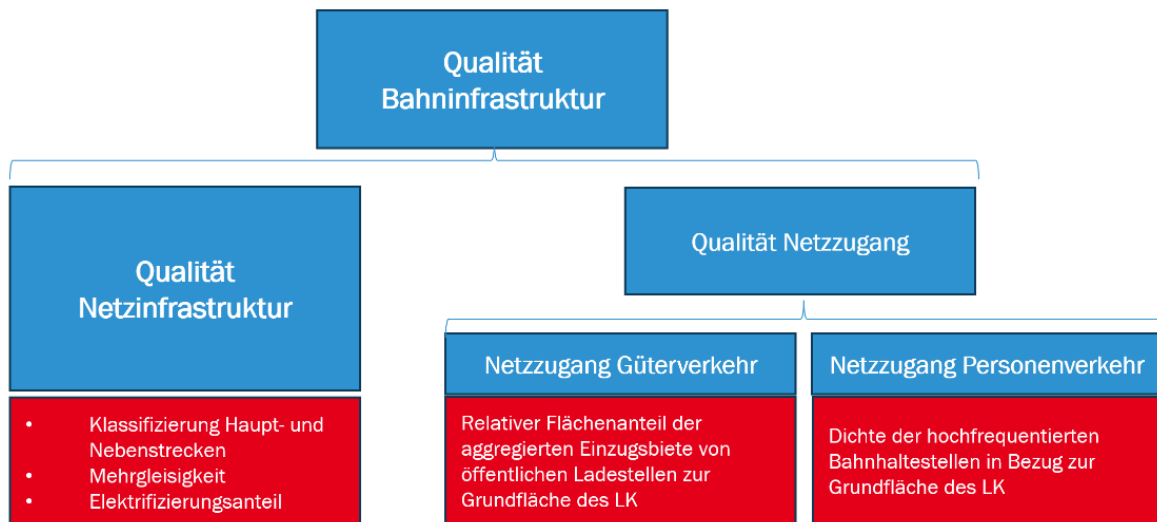 Qualität
Bahninfrastruktur
Qualität
Netzinfrastruktur
• Klassifizierung Haupt- und
Nebenstrecken
• Mehrgleisigkeit
• Elektrifizierungsanteil
Qualität Netzzugang
Netzzugang Güterverkehr
Relativer Flächenanteil der
aggregierten Einzugsbiete von
öffentlichen Ladestellen zur
Grundfläche des LK
Netzzugang Personenverkehr
Dichte der hochfrequentierten
Bahnhaltestellen in Bezug zur
Grundfläche des LK